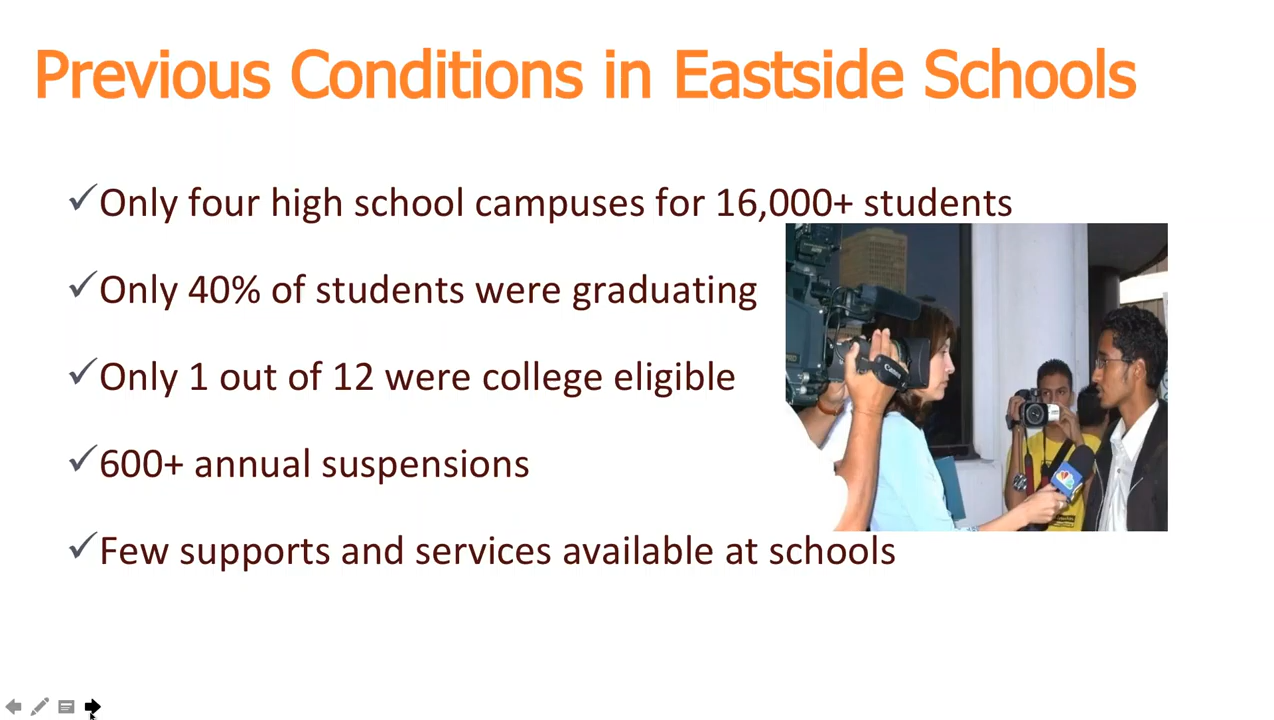 Previous Conditions in Eastside Schools
Only four high school campuses for 16,000+ students
Only 40% of students were graduating
Only 1 out of 12 were college eligible
600+ annual suspensions
Few supports and services available at schools
Canon